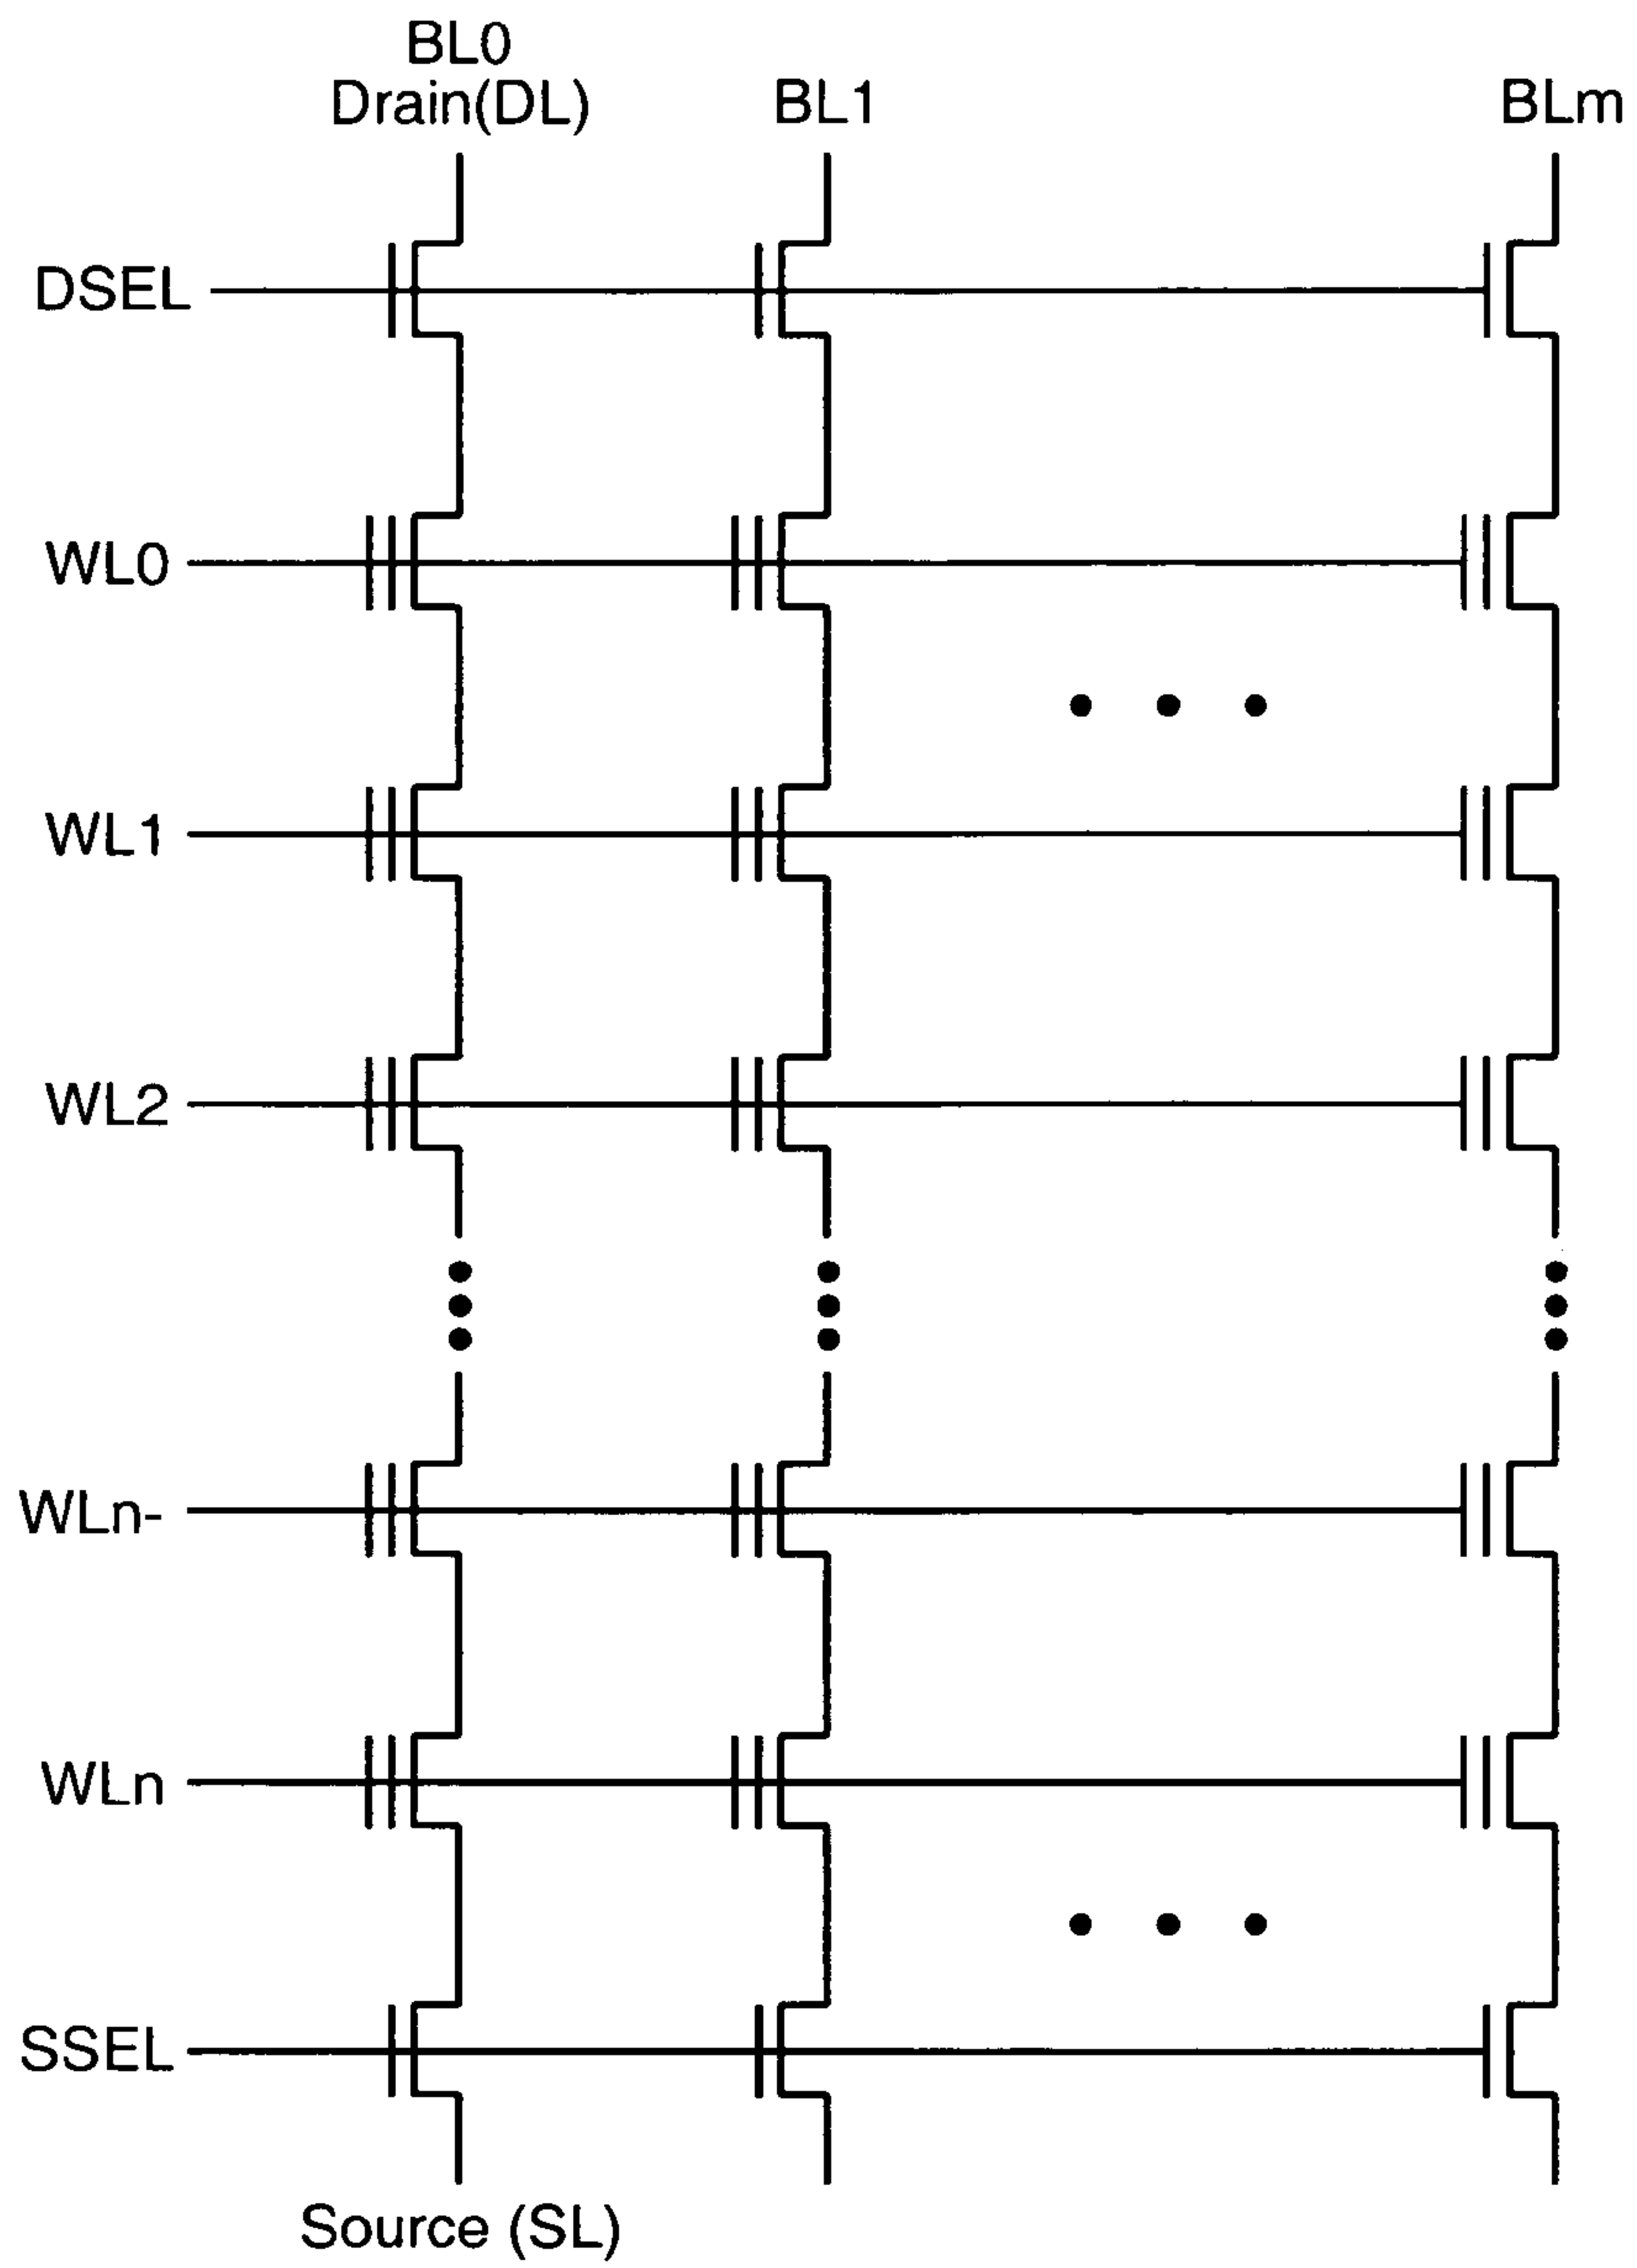 BL0
Drain(DL)
BL1
BLm
DSEL
WL0
WL1
WL2
WLn-
WLn
SSEL
Source (SL)